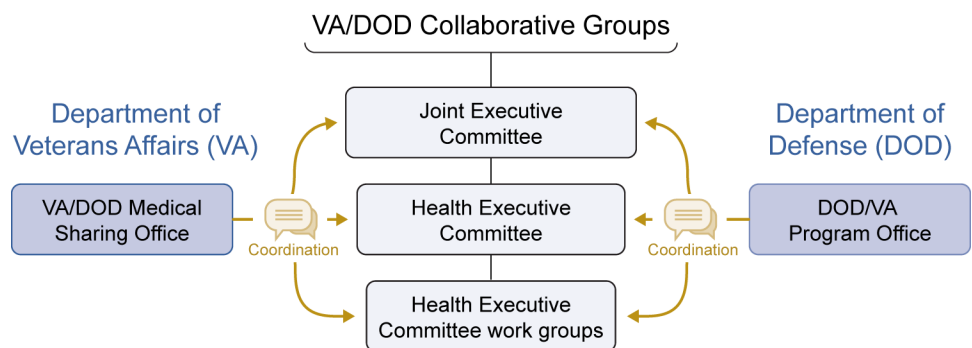 VA/DOD Collaborative Groups
Joint Executive
Committee
Department of
Veterans Affairs (VA)
Department of
Defense (DOD)
VA/DOD Medical
Sharing Office
Coordination
Health Executive
Committee
Coordination
DOD/VA
Program Office
Health Executive
Committee work groups